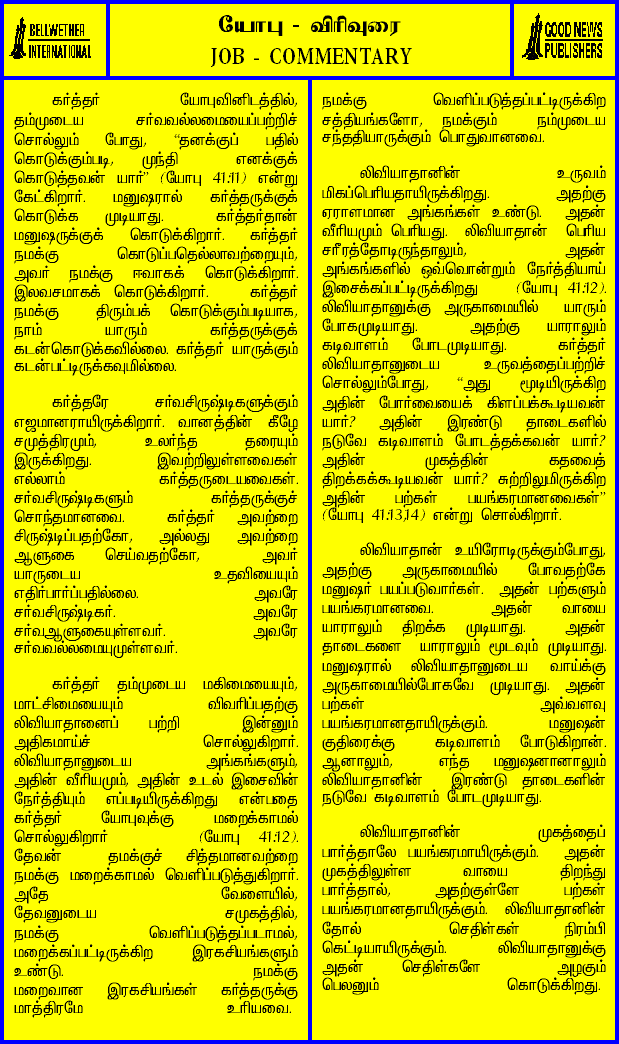 BELLWETHER
INTERNATIONAL
யோபு - விரிவுரை
JOB - COMMENTARY
GOOD NEWS
PUBLISHERS
கர்த்தர் யோபுவினிடத்தில்,
தம்முடைய சர்வவல்லமையைப்பற்றிச்
சொல்லும் போது, "தனக்குப் பதில்
கொடுக்கும்படி, முந்தி எனக்குக்
கொடுத்தவன் யார்" (யோபு 41:11) என்று
கேட்கிறார். மனுஷரால் கர்த்தருக்குக்
கொடுக்க முடியாது. கர்த்தர்தான்
மனுஷருக்குக் கொடுக்கிறார். கர்த்தர்
நமக்கு கொடுப்பதெல்லாவற்றையும்,
அவர் நமக்கு ஈவாகக் கொடுக்கிறார்.
இலவசமாகக் கொடுக்கிறார். கர்த்தர்
நமக்கு திரும்பக் கொடுக்கும்படியாக,
நாம் யாரும் கர்த்தருக்குக்
கடன்கொடுக்கவில்லை. கர்த்தர் யாருக்கும்
கடன்பட்டிருக்கவுமில்லை.
கர்த்தரே சர்வசிருஷ்டிகளுக்கும்
எஜமானராயிருக்கிறார். வானத்தின் கீழே
சமுத்திரமும், உலர்ந்த தரையும்
இருக்கிறது. இவற்றிலுள்ளவைகள்
எல்லாம் கர்த்தருடையவைகள்.
சர்வசிருஷ்டிகளும் கர்த்தருக்குச்
சொந்தமானவை. கர்த்தர் அவற்றை
சிருஷ்டிப்பதற்கோ, அல்லது அவற்றை
ஆளுகை செய்வதற்கோ, அவர்
யாருடைய உதவியையும்
எதிர்பார்ப்பதில்லை. அவரே
சர்வசிருஷ்டிகர். அவரே
சர்வஆளுகையுள்ளவர். அவரே
சர்வவல்லமையுமுள்ளவர்.
கர்த்தர் தம்முடைய மகிமையையும்,
மாட்சிமையையும் விவரிப்பதற்கு
லிவியாதானைப் பற்றி இன்னும்
அதிகமாய்ச் சொல்லுகிறார்.
லிவியாதானுடைய அங்கங்களும்,
அதின் வீரியமும், அதின் உடல் இசைவின்
நேர்த்தியும் எப்படியிருக்கிறது என்பதை
கர்த்தர் யோபுவுக்கு மறைக்காமல்
சொல்லுகிறார் (யோபு 41:12).
தேவன் தமக்குச் சித்தமானவற்றை
நமக்கு மறைக்காமல் வெளிப்படுத்துகிறார்.
அதே வேளையில்,
தேவனுடைய சமுகத்தில்,
நமக்கு வெளிப்படுத்தப்படாமல்,
மறைக்கப்பட்டிருக்கிற இரகசியங்களும்
உண்டு. நமக்கு
மறைவான இரகசியங்கள் கர்த்தருக்கு
மாத்திரமே உரியவை.
நமக்கு வெளிப்படுத்தப்பட்டிருக்கிற
சத்தியங்களோ, நமக்கும் நம்முடைய
சந்ததியாருக்கும் பொதுவானவை.
லிவியாதானின் உருவம்
மிகப்பெரியதாயிருக்கிறது. அதற்கு
ஏராளமான அங்கங்கள் உண்டு. அதன்
வீரியமும் பெரியது. லிவியாதான் பெரிய
சரீரத்தோடிருந்தாலும், அதன்
அங்கங்களில் ஒவ்வொன்றும் நேர்த்தியாய்
இசைக்கப்பட்டிருக்கிறது (யோபு 41:12).
லிவியாதானுக்கு அருகாமையில் யாரும்
போகமுடியாது. அதற்கு யாராலும்
கடிவாளம் போடமுடியாது. கர்த்தர்
லிவியாதானுடைய உருவத்தைப்பற்றிச்
சொல்லும்போது, "அது மூடியிருக்கிற
அதின் போர்வையைக் கிளப்பக்கூடியவன்
யார்? அதின் இரண்டு தாடைகளில்
நடுவே கடிவாளம் போடத்தக்கவன் யார்?
அதின் முகத்தின் கதவைத்
திறக்கக்கூடியவன் யார்? சுற்றிலுமிருக்கிற
அதின் பற்கள் பயங்கரமானவைகள்"
(யோபு 41:13,14) என்று சொல்கிறார்.
லிவியாதான் உயிரோடிருக்கும்போது,
அதற்கு அருகாமையில் போவதற்கே
மனுஷர் பயப்படுவார்கள். அதன் பற்களும்
பயங்கரமானவை. அதன் வாயை
யாராலும் திறக்க முடியாது. அதன்
தாடைகளை யாராலும் மூடவும் முடியாது.
மனுஷரால் லிவியாதானுடைய வாய்க்கு
அருகாமையில்போகவே முடியாது. அதன்
பற்கள் அவ்வளவு
பயங்கரமானதாயிருக்கும். மனுஷன்
குதிரைக்கு கடிவாளம் போடுகிறான்.
ஆனாலும், எந்த மனுஷனானாலும்
லிவியாதானின் இரண்டு தாடைகளின்
நடுவே கடிவாளம் போடமுடியாது.
லிவியாதானின் முகத்தைப்
பார்த்தாலே பயங்கரமாயிருக்கும். அதன்
முகத்திலுள்ள வாயை திறந்து
பார்த்தால், அதற்குள்ளே பற்கள்
பயங்கரமானதாயிருக்கும். லிவியாதானின்
தோல் செதிள்கள் நிரம்பி
கெட்டியாயிருக்கும். லிவியாதானுக்கு
அதன் செதிள்களே அழகும்
பெலனும் கொடுக்கிறது.